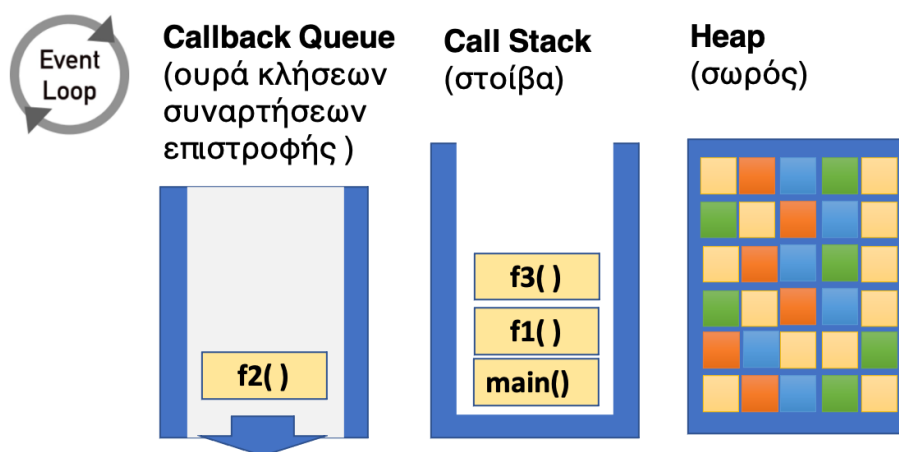 Event
Loop
Callback Queue
(ουρά κλήσεων
συναρτήσεων
επιστροφής )
f2( )
Call Stack
(στοίβα)
f3( )
f1( )
main()
Heap
(σωρός)